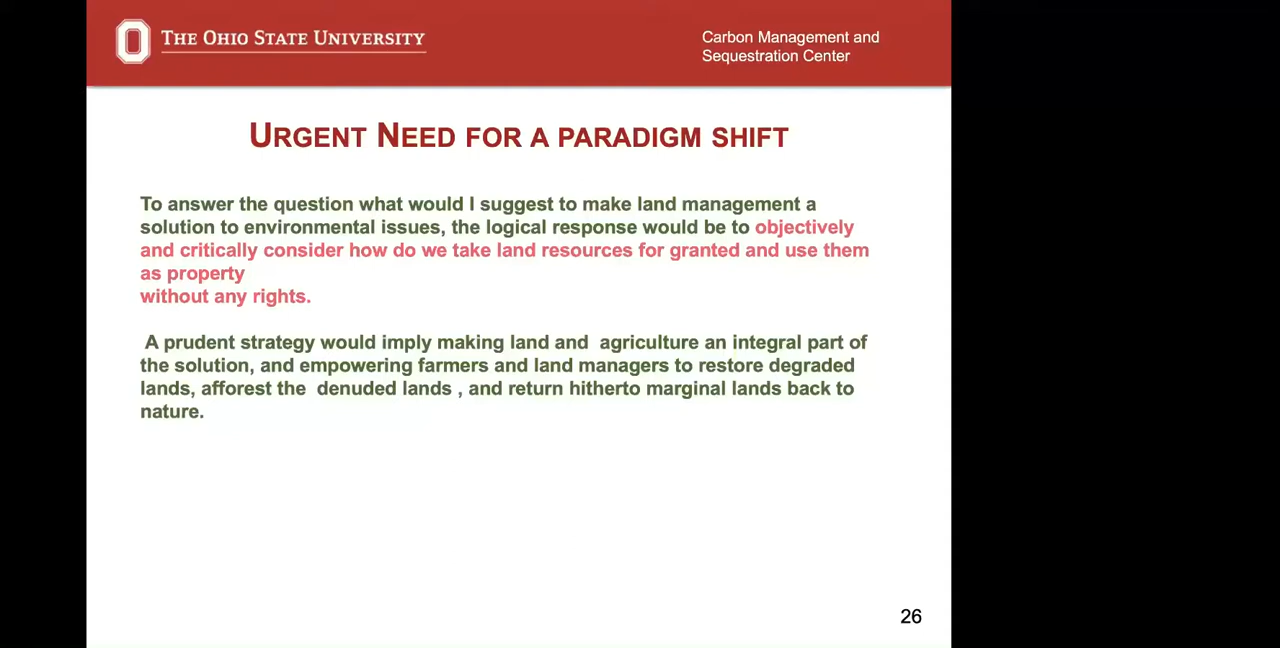 THE OHIO STATE UNIVERSITY
Carbon Management and
Sequestration Center
URGENT NEED FOR A PARADIGM SHIFT
To answer the question what would I suggest to make land management a
solution to environmental issues, the logical response would be to objectively
and critically consider how do we take land resources for granted and use them
as property
without any rights.
A prudent strategy would imply making land and agriculture an integral part of
the solution, and empowering farmers and land managers to restore degraded
lands, afforest the denuded lands , and return hitherto marginal lands back to
nature.
26